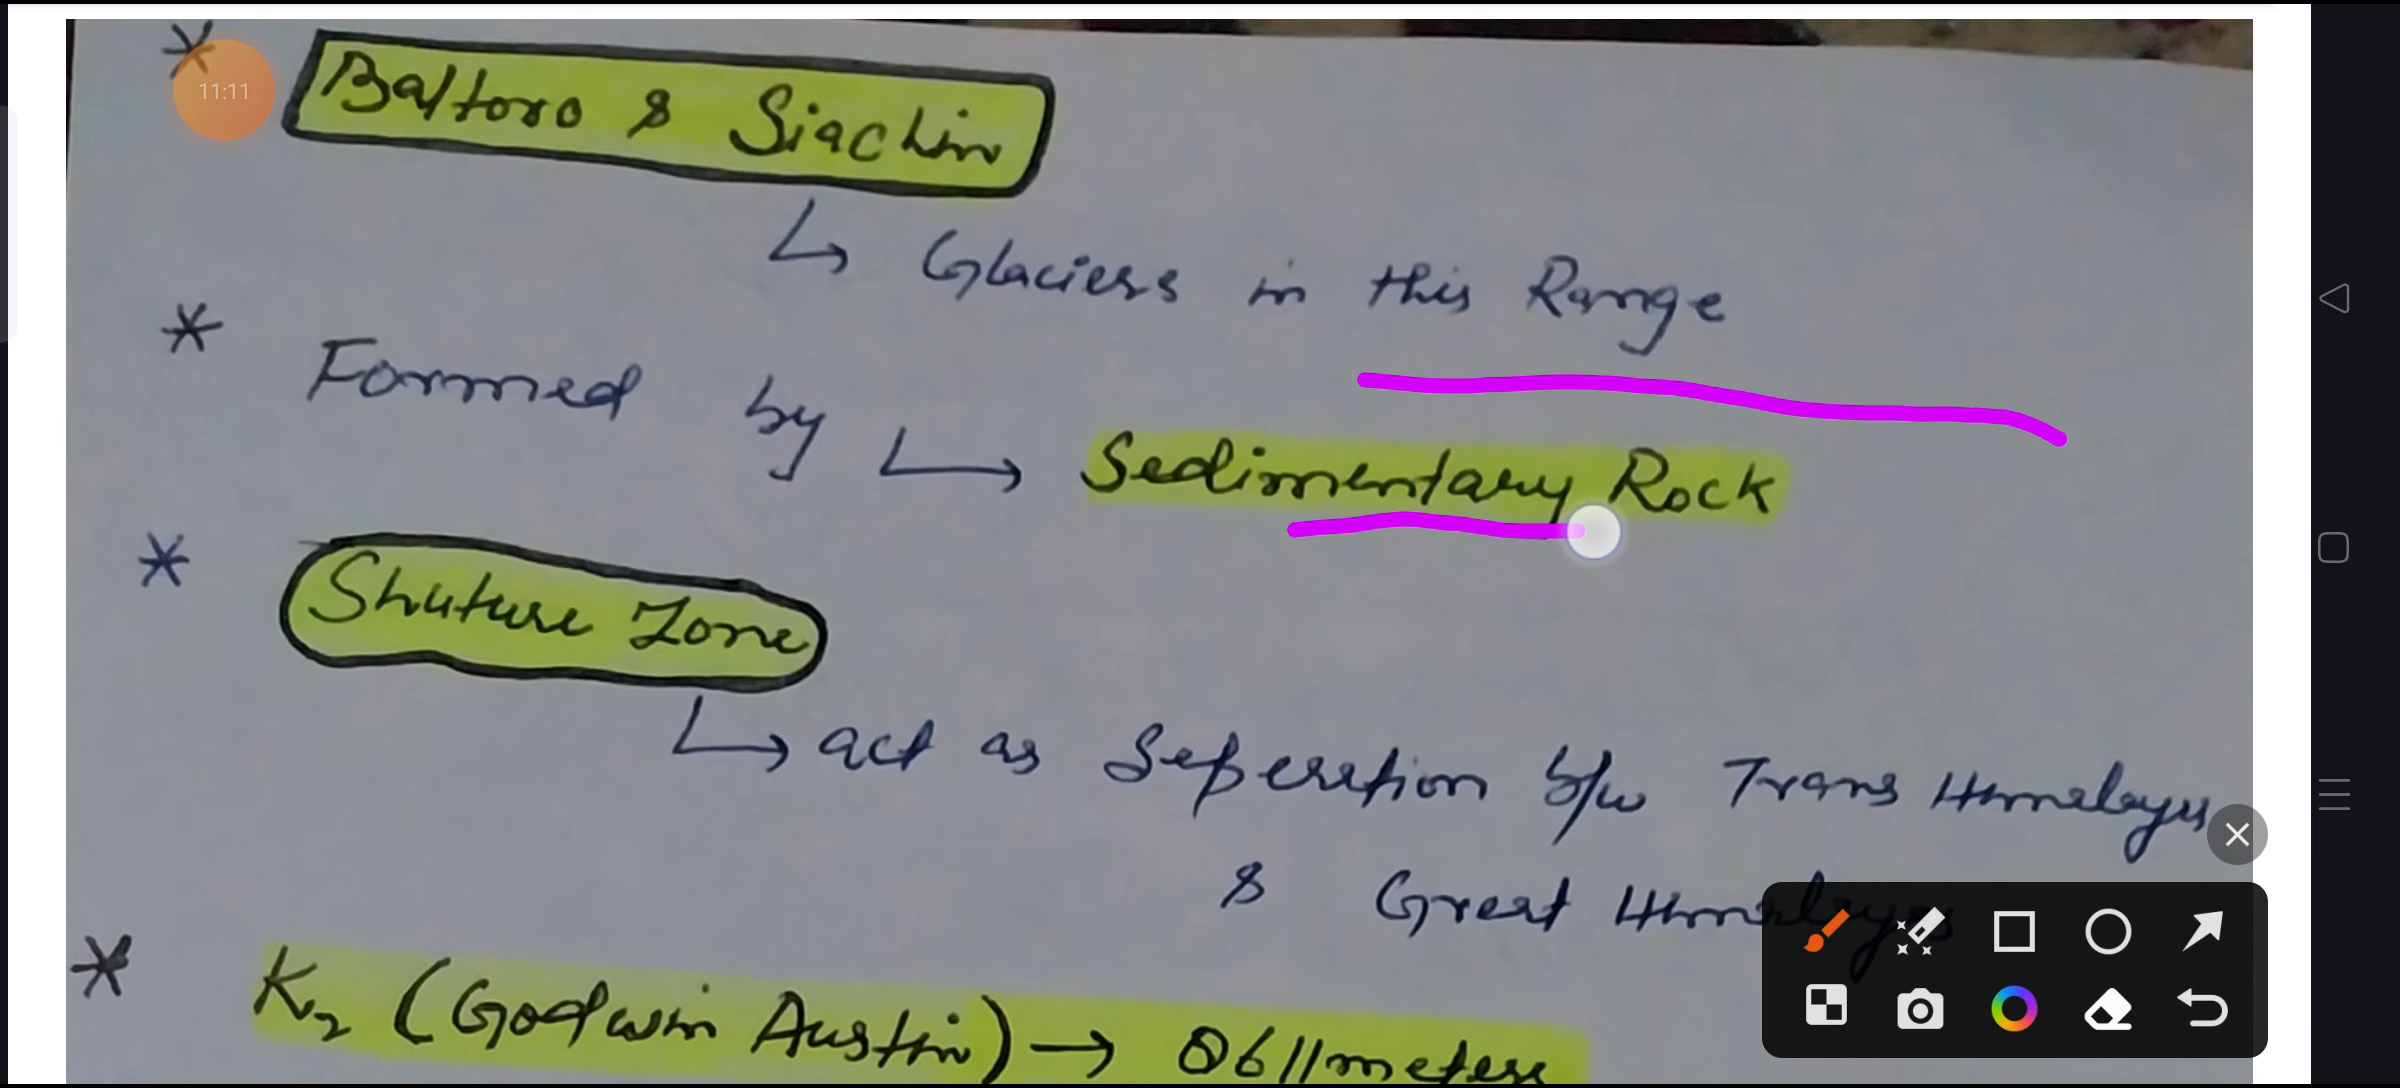 * Baltoro & Siachin
11:11
↳ Glaciers in this Range
* Formed by ↳ Sedimentary Rock
* Shuture Zone
↳ act as Seperation b/w Trans Himalayas
& Great Himalayas
* K2 (Godwin Austin) → 8611 meters